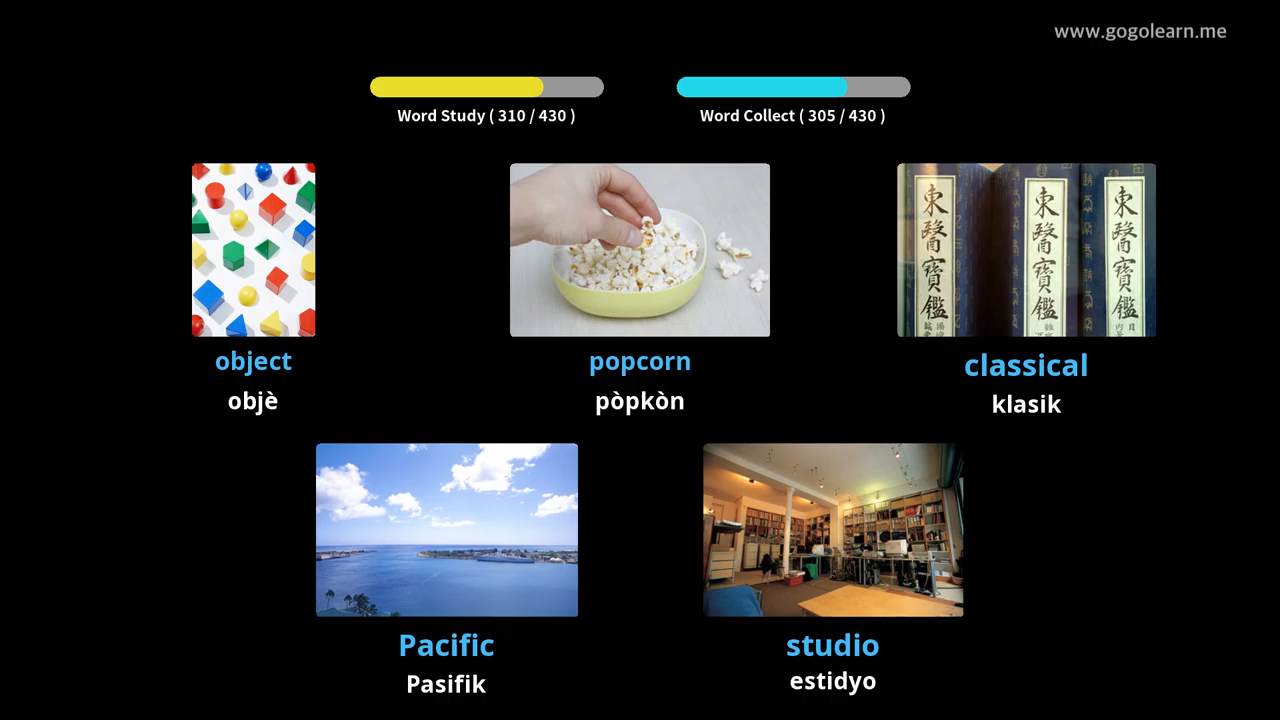 www.gogolearn.me
Word Study ( 310 / 430 )
Word Collect ( 305 / 430 )
東醫寶鑑
東醫寶鑑
東醫寶鑑
object
popcorn
classical
objè
pòpkòn
klasik
Pacific
studio
Pasifik
estidyo